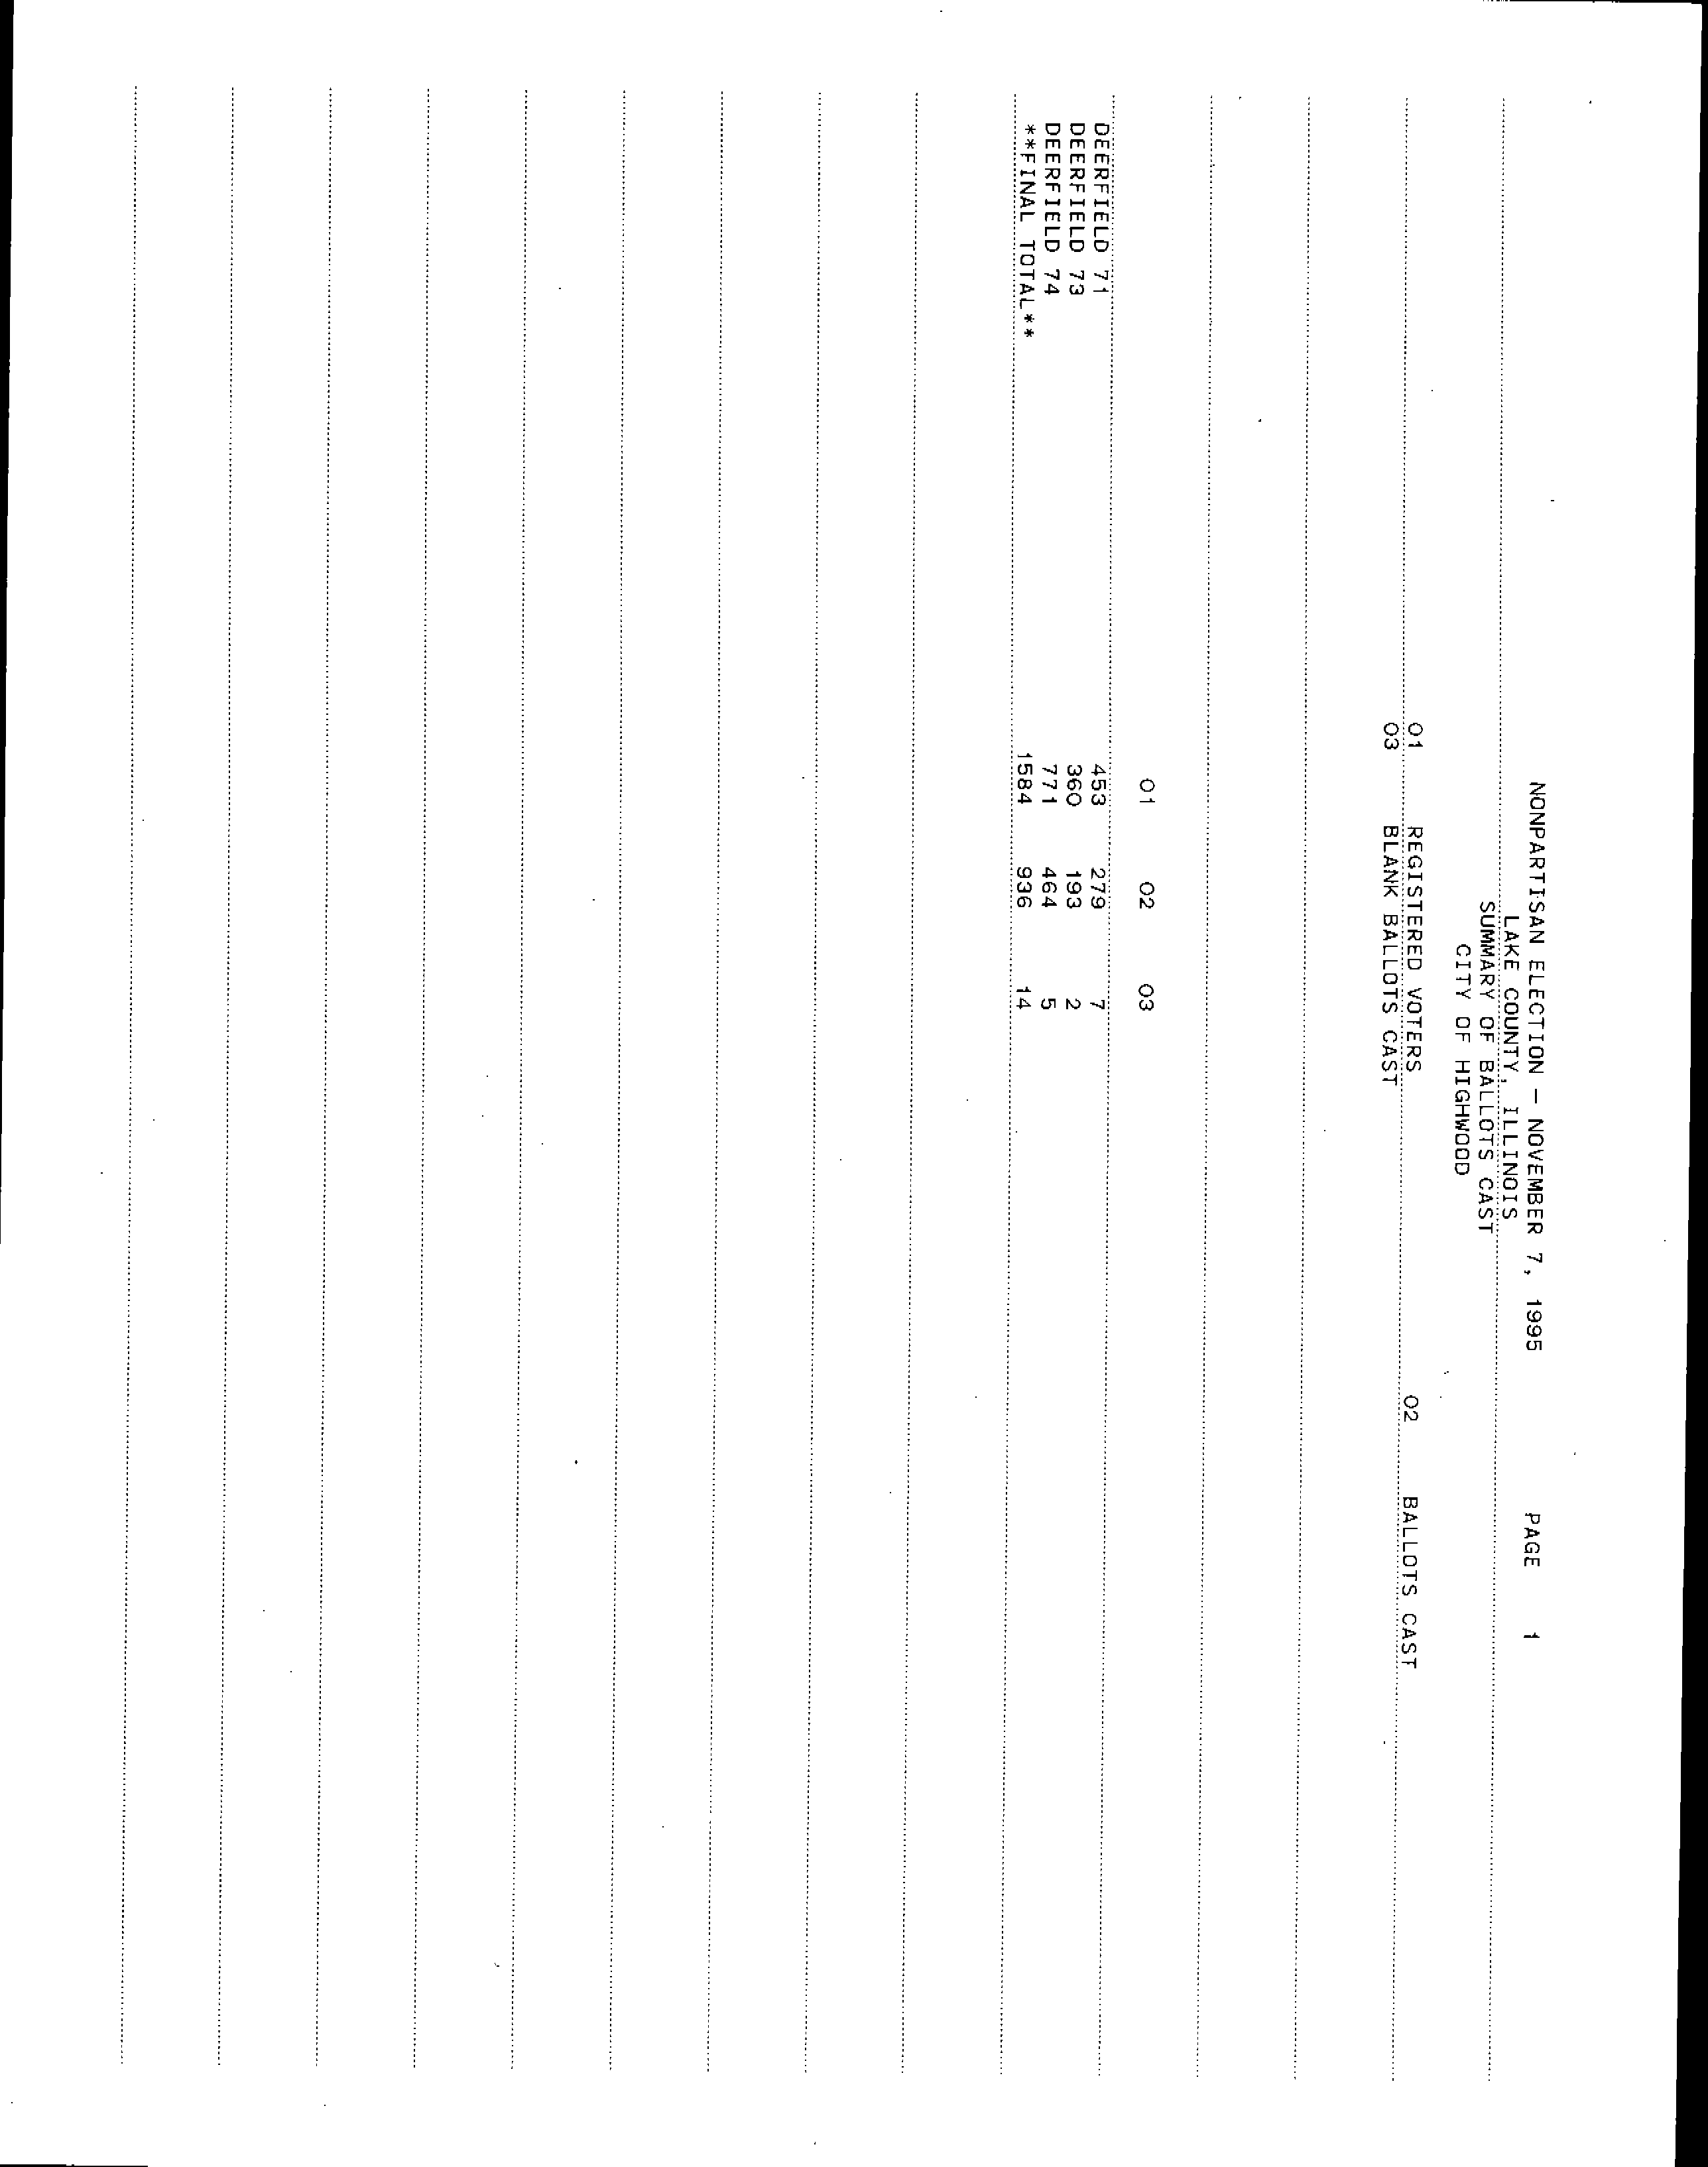 NONPARTISAN ELECTION - NOVEMBER 7, 1995 PAGE 1
LAKE COUNTY, ILLINOIS
SUMMARY OF BALLOTS CAST
CITY OF HIGHWOOD
01 REGISTERED VOTERS 02 BALLOTS CAST
03 BLANK BALLOTS CAST
01 02 03
DEERFIELD 71 453 279 7
DEERFIELD 73 360 193 2
DEERFIELD 74 771 464 5
**FINAL TOTAL** 1584 936 14